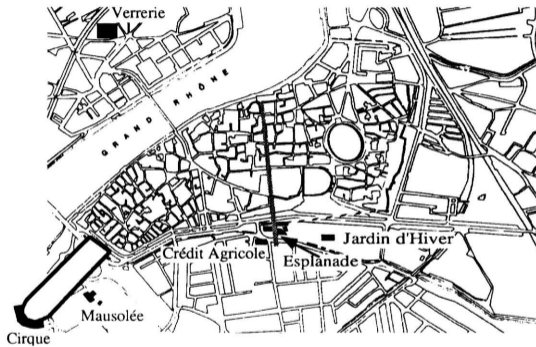 Verrerie
GRAND RHÔNE
Crédit Agricole
Jardin d'Hiver
Esplanade
Mausolée
Cirque